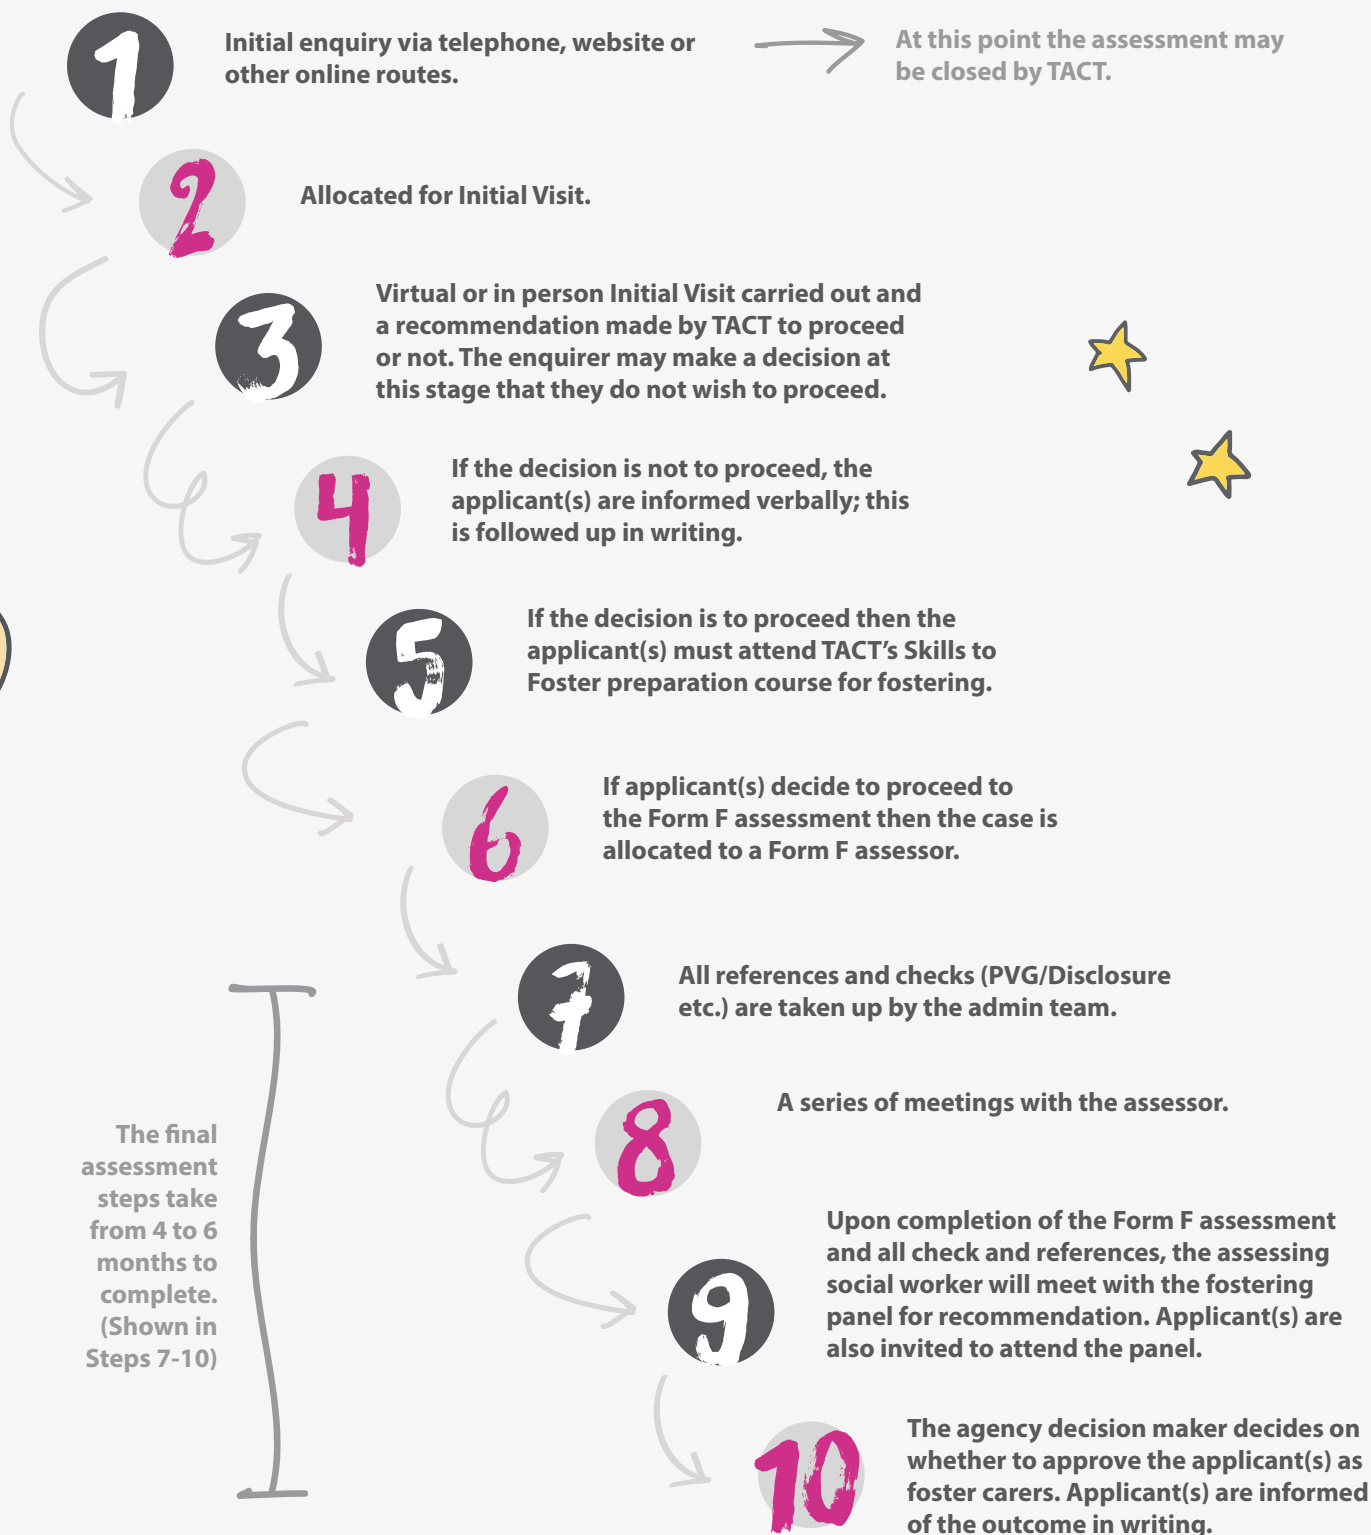 1
Initial enquiry via telephone, website or
other online routes.
At this point the assessment may
be closed by TACT.
2
Allocated for Initial Visit.
3
Virtual or in person Initial Visit carried out and
a recommendation made by TACT to proceed
or not. The enquirer may make a decision at
this stage that they do not wish to proceed.
4
If the decision is not to proceed, the
applicant(s) are informed verbally; this
is followed up in writing.
5
If the decision is to proceed then the
applicant(s) must attend TACT’s Skills to
Foster preparation course for fostering.
6
If applicant(s) decide to proceed to
the Form F assessment then the case is
allocated to a Form F assessor.
7
All references and checks (PVG/Disclosure
etc.) are taken up by the admin team.
8
A series of meetings with the assessor.
The final
assessment
steps take
from 4 to 6
months to
complete.
(Shown in
Steps 7-10)
9
Upon completion of the Form F assessment
and all check and references, the assessing
social worker will meet with the fostering
panel for recommendation. Applicant(s) are
also invited to attend the panel.
10
The agency decision maker decides on
whether to approve the applicant(s) as
foster carers. Applicant(s) are informed
of the outcome in writing.